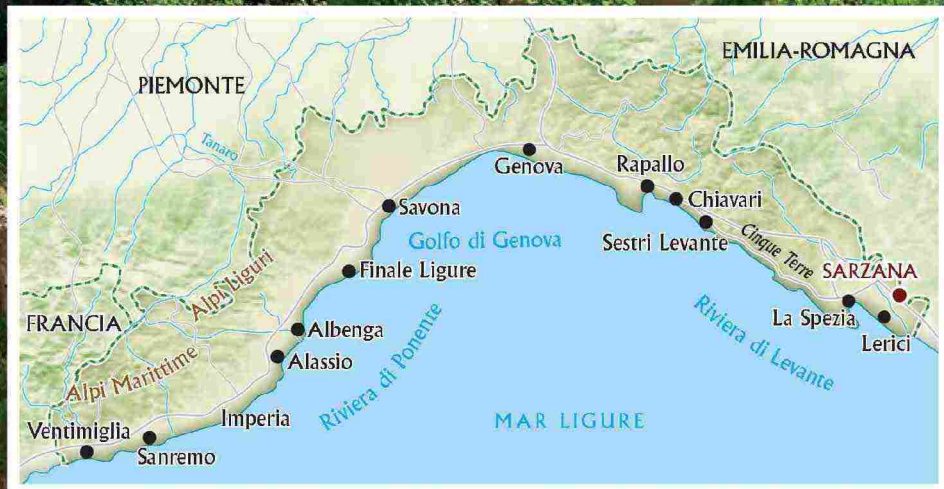 EMILIA-ROMAGNA
PIEMONTE
Tanaro
Genova
Rapallo
Chiavari
Savona
Golfo di Genova
Sestri Levante
Cinque Terre
Finale Ligure
Alpi Liguri
SARZANA
FRANCIA
La Spezia
Albenga
Riviera di Ponente
Riviera di Levante
Lerici
Alpi Marittime
Alassio
Imperia
MAR LIGURE
Ventimiglia
Sanremo